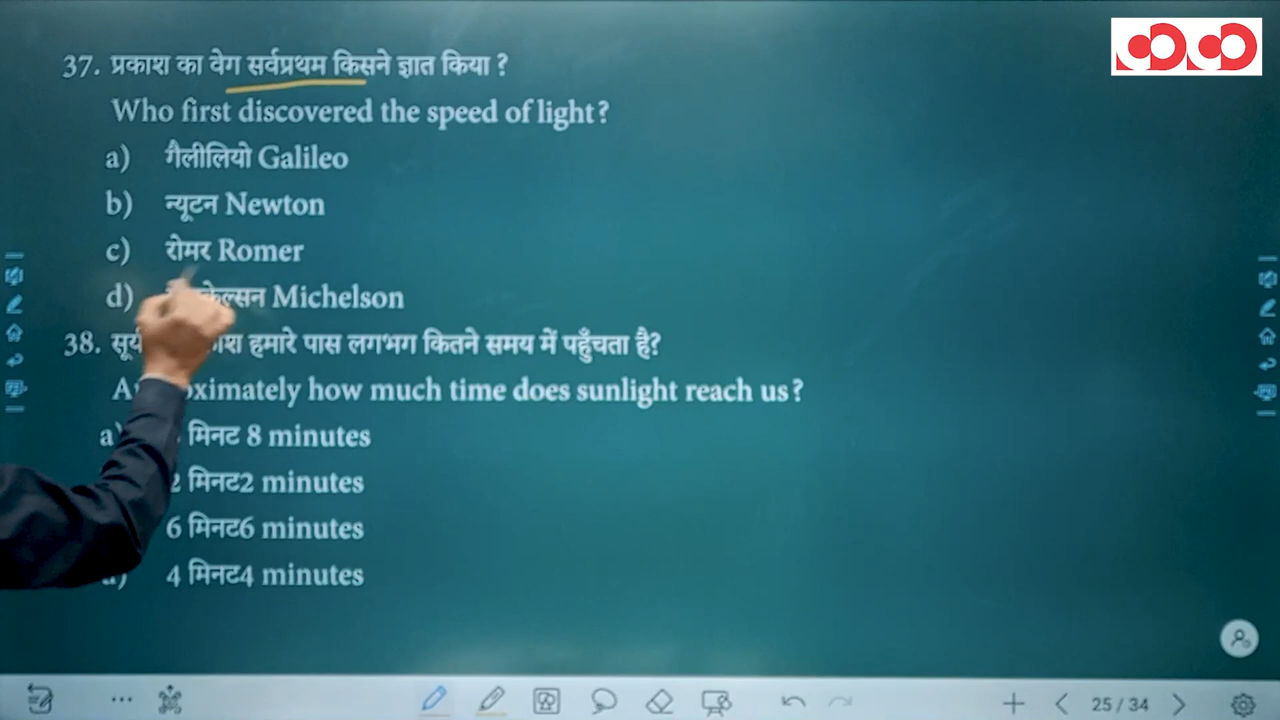 37. प्रकाश का वेग सर्वप्रथम किसने ज्ञात किया ?
Who first discovered the speed of light?
a) गैलीलियो Galileo
b) न्यूटन Newton
c) रोमर Romer
d) Michelson
38. हमारे पास लगभग कितने समय में पहुँचता है?
how much time does sunlight reach us?
मिनट 8 minutes
2 मिनट2 minutes
6 मिनट6 minutes
4 मिनट4 minutes
25 / 34